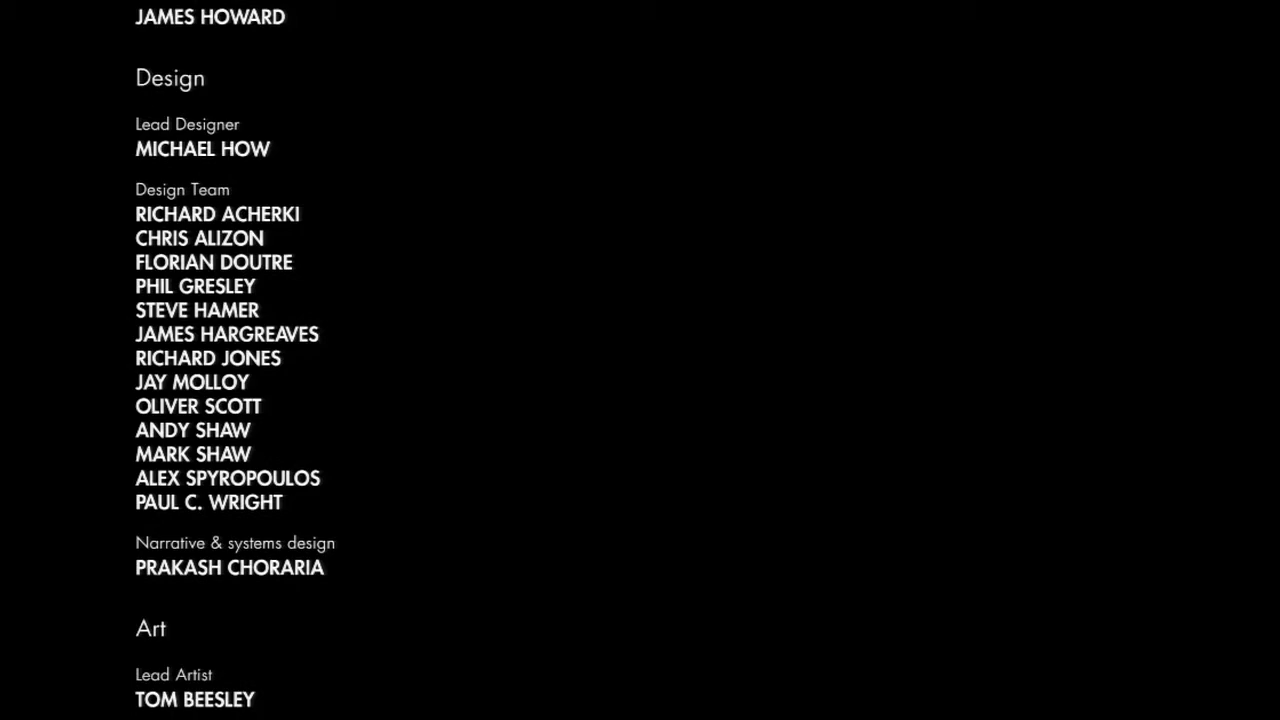 JAMES HOWARD
Design
Lead Designer
MICHAEL HOW
Design Team
RICHARD ACHERKI
CHRIS ALIZON
FLORIAN DOUTRE
PHIL GRESLEY
STEVE HAMER
JAMES HARGREAVES
RICHARD JONES
JAY MOLLOY
OLIVER SCOTT
ANDY SHAW
MARK SHAW
ALEX SPYROPOULOS
PAUL C. WRIGHT
Narrative & systems design
PRAKASH CHORARIA
Art
Lead Artist
TOM BEESLEY